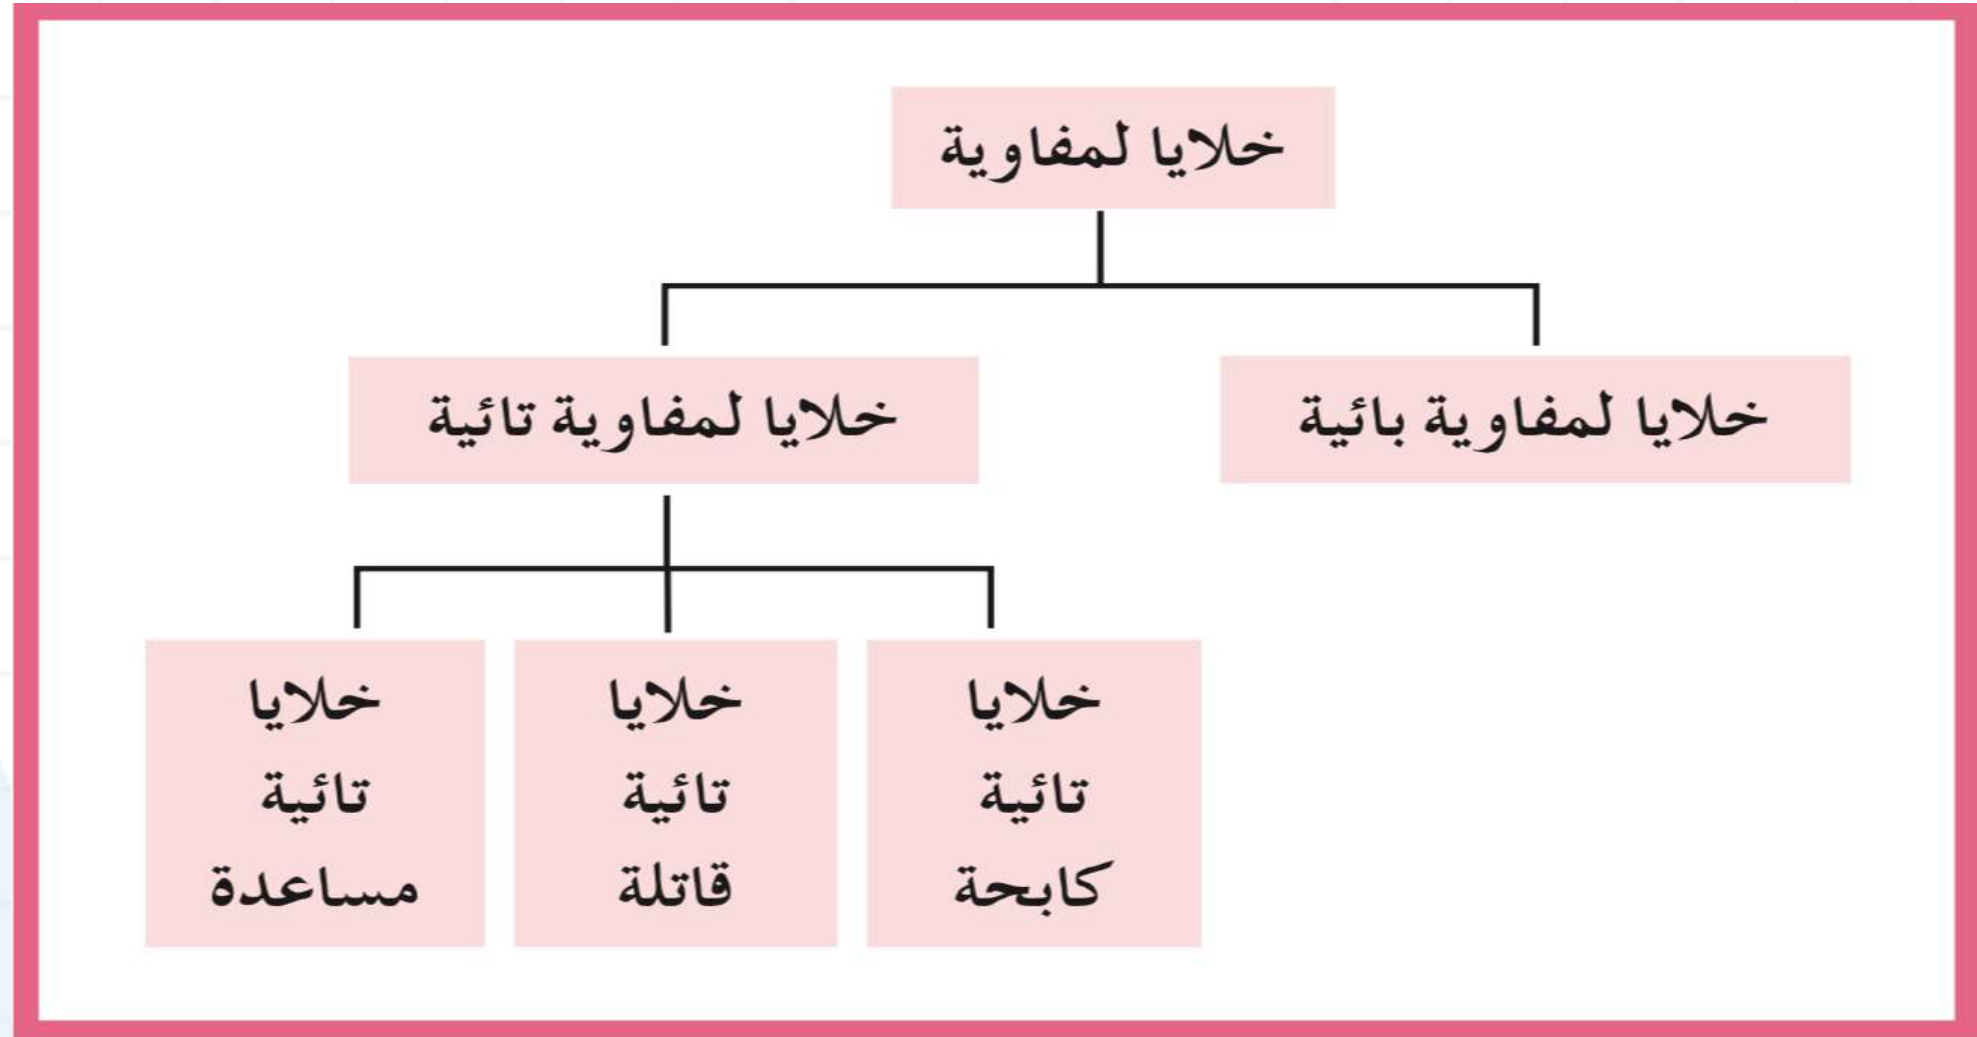 خلايا لمفاوية
خلايا لمفاوية بائية
خلايا لمفاوية تائية
خلايا
تائية
كابحة
خلايا
تائية
قاتلة
خلايا
تائية
مساعدة